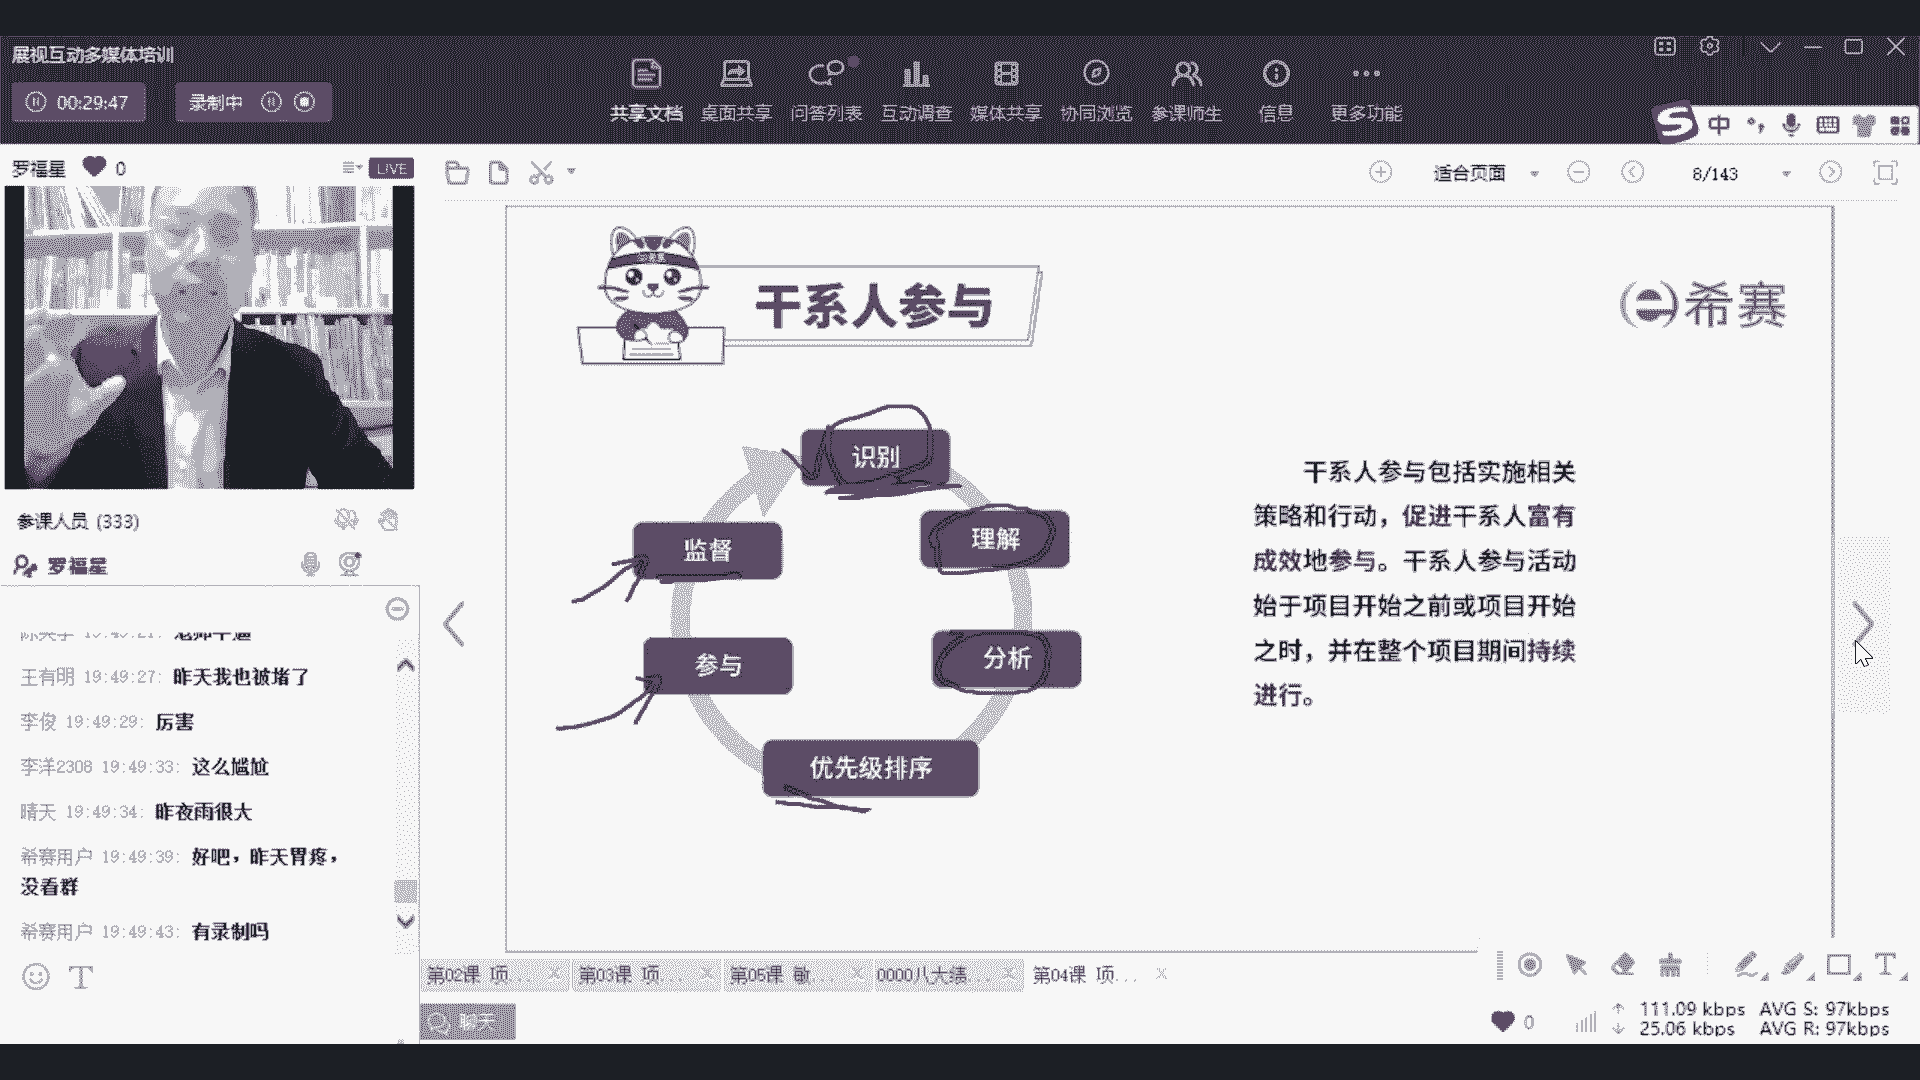 展视互动多媒体培训
00:29:47
录制中
共享文档
桌面共享
问答列表
互动调查
媒体共享
协同浏览
参课师生
信息
更多功能
中
罗福星
0
LIVE
适合页面
8/143
干系人参与
希赛
识别
理解
分析
优先级排序
参与
监督
干系人参与包括实施相关
策略和行动，促进干系人富有
成效地参与。干系人参与活动
始于项目开始之前或项目开始
之时，并在整个项目期间持续
进行。
参课人员 (333)
罗福星
王有明 19:49:27: 昨天我也被堵了
李俊 19:49:29: 厉害
李洋2308 19:49:33: 这么尴尬
晴天 19:49:34: 昨夜雨很大
希赛用户 19:49:39: 好吧，昨天胃疼，
没看群
希赛用户 19:49:43: 有录制吗
第02课 项...
第03课 项...
第05课 敏...
0000八大绩...
第04课 项...
聊天
0
111.09 kbps AVG S: 97kbps
25.06 kbps AVG R: 97kbps